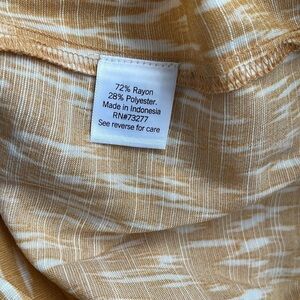 72% Rayon
28% Polyester.
Made in Indonesia
RN#73277
See reverse for care